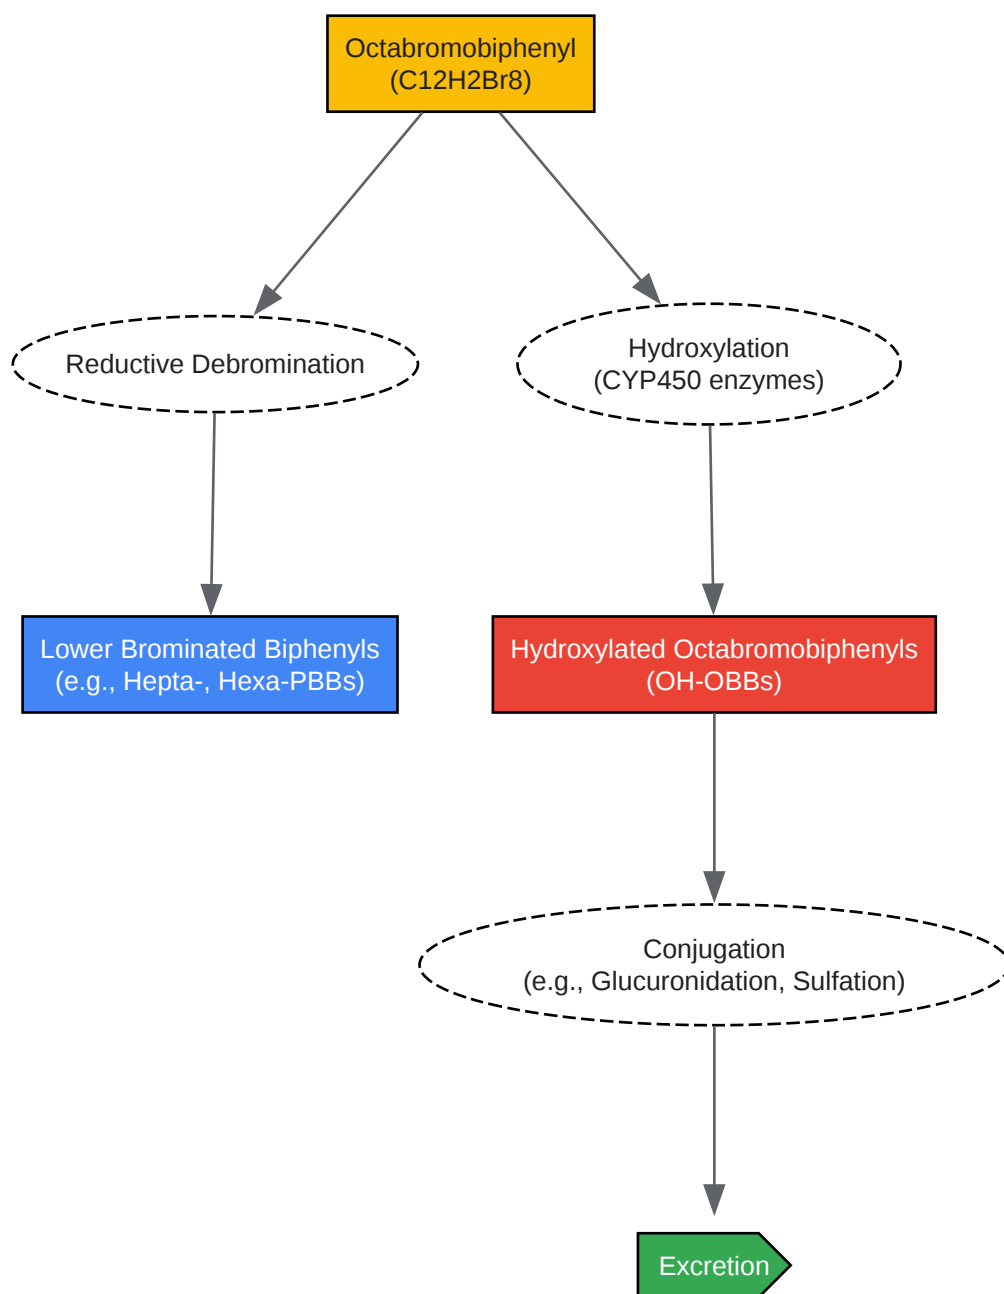 Octabromobiphenyl
(C12H2Br8)
Reductive Debromination
Hydroxylation
(CYP450 enzymes)
Lower Brominated Biphenyls
(e.g., Hepta-, Hexa-PBBs)
Hydroxylated Octabromobiphenyls
(OH-OBBs)
Conjugation
(e.g., Glucuronidation, Sulfation)
Excretion